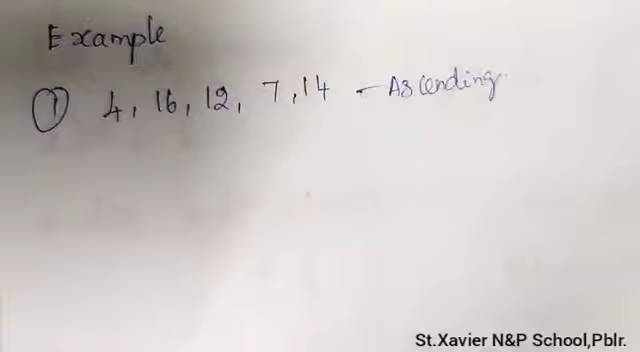 Example
① 4, 16, 12, 7, 14 - Ascending.
St.Xavier N&P School,Pblr.